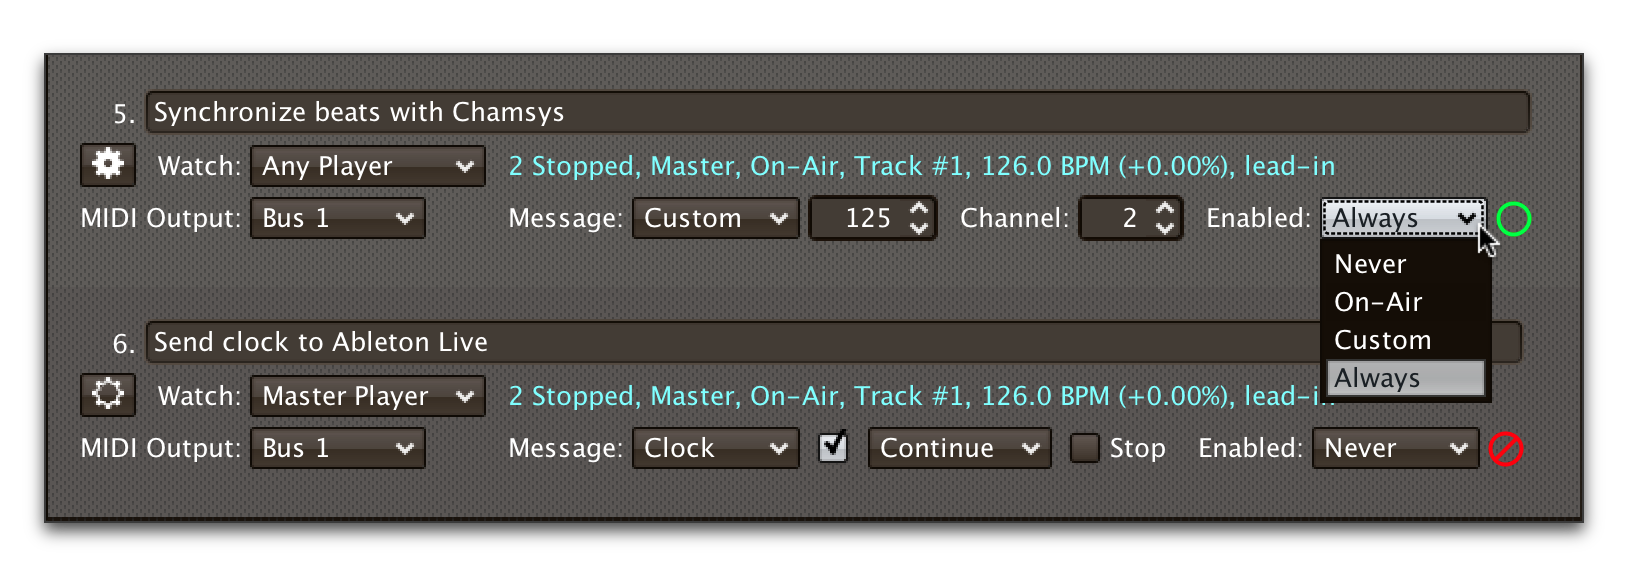 5. Synchronize beats with Chamsys
Watch: Any Player 2 Stopped, Master, On-Air, Track #1, 126.0 BPM (+0.00%), lead-in
MIDI Output: Bus 1 Message: Custom 125 Channel: 2 Enabled: Always
Never
On-Air
Custom
Always
6. Send clock to Ableton Live
Watch: Master Player 2 Stopped, Master, On-Air, Track #1, 126.0 BPM (+0.00%), lead-in
MIDI Output: Bus 1 Message: Clock Continue Stop Enabled: Never